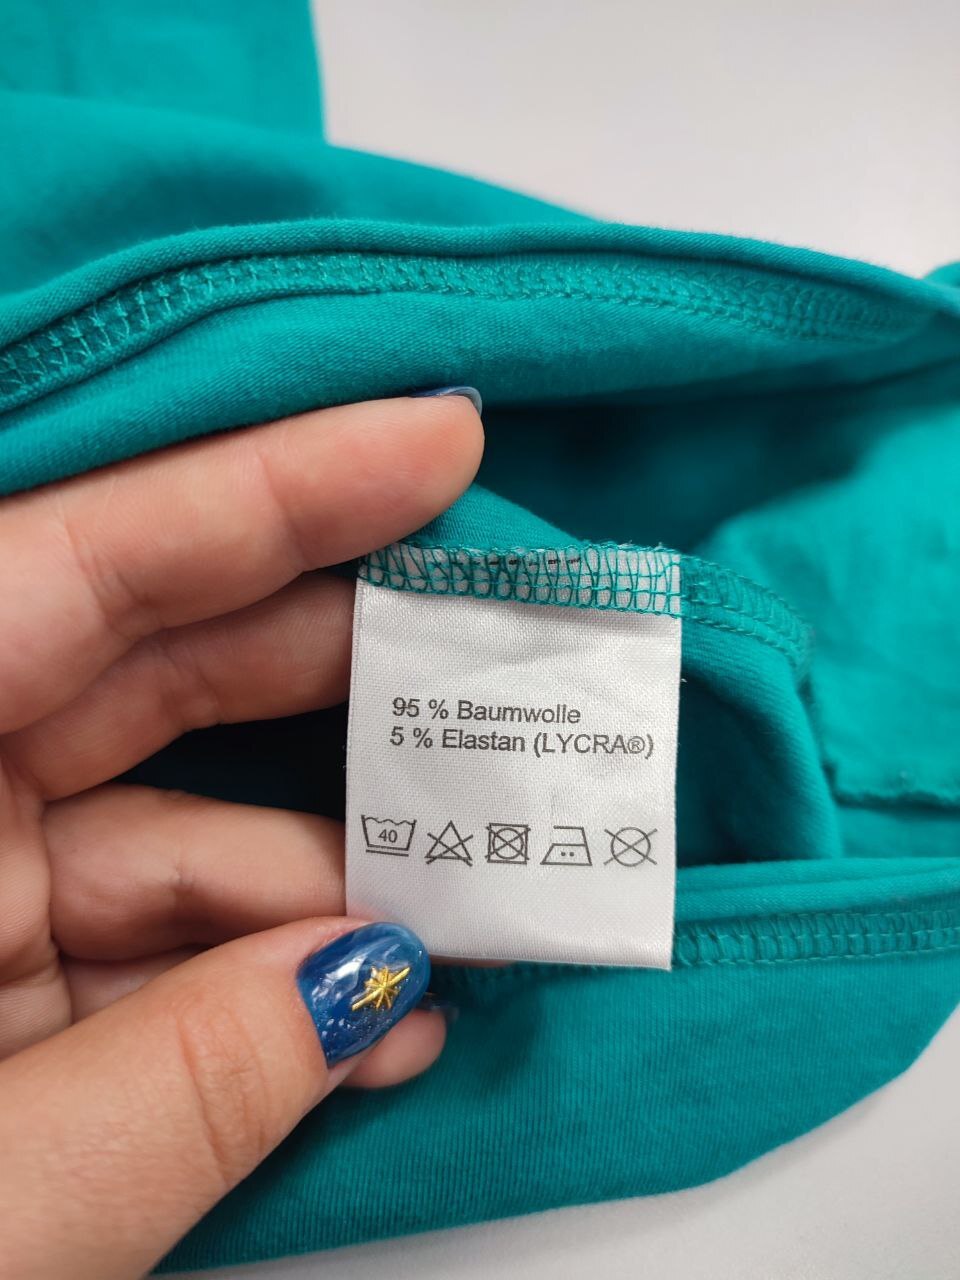 95 % Baumwolle
5 % Elastan (LYCRA®)
40